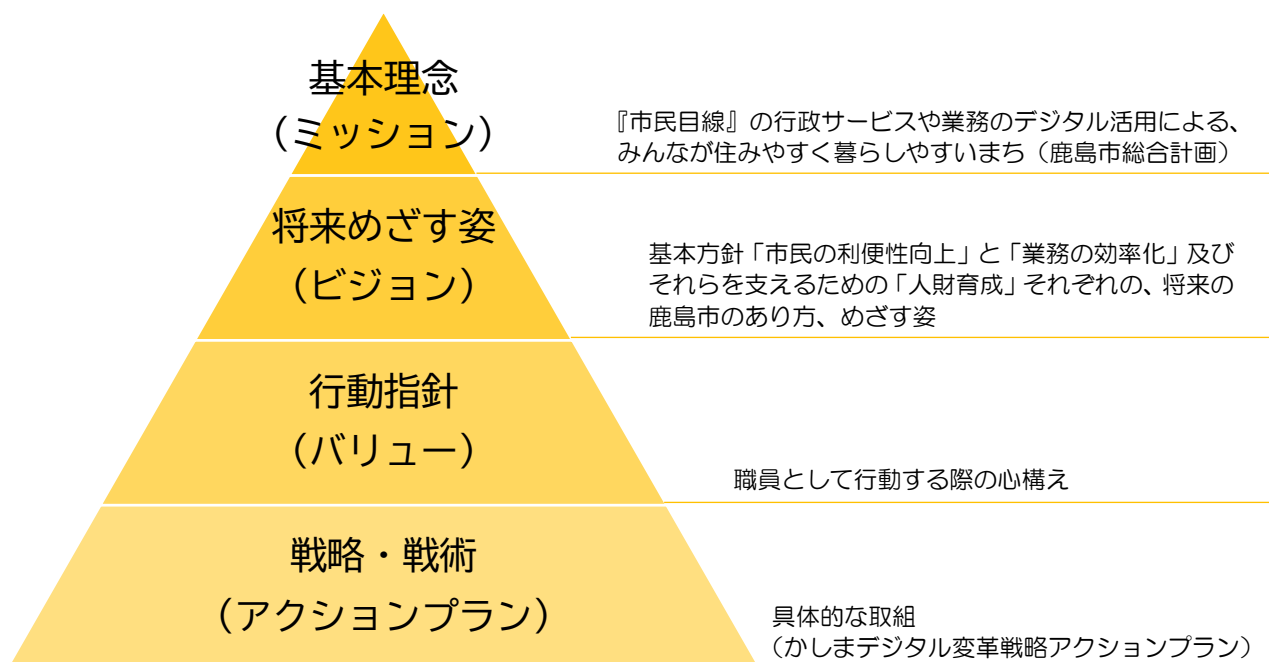 基本理念
（ミッション）
『市民目線』の行政サービスや業務のデジタル活用による、
みんなが住みやすく暮らしやすいまち（鹿島市総合計画）
将来めざす姿
（ビジョン）
基本方針「市民の利便性向上」と「業務の効率化」及び
それらを支えるための「人財育成」それぞれの、将来の
鹿島市のあり方、めざす姿
行動指針
（バリュー）
職員として行動する際の心構え
戦略・戦術
（アクションプラン）
具体的な取組
（かしまデジタル変革戦略アクションプラン）